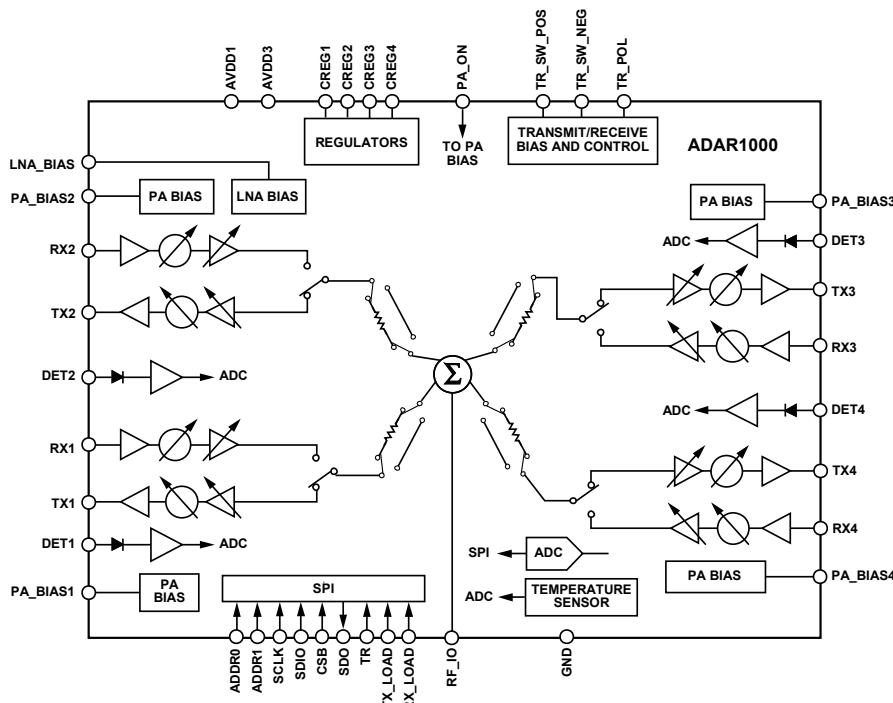 AVDD1
AVDD3
CREG1
CREG2
CREG3
CREG4
PA_ON
TR_SW_POS
TR_SW_NEG
TR_POL
REGULATORS
TO PA
BIAS
TRANSMIT/RECEIVE
BIAS AND CONTROL
ADAR1000
LNA_BIAS
PA_BIAS2
PA BIAS
LNA BIAS
PA BIAS
PA_BIAS3
RX2
ADC
DET3
TX2
TX3
RX3
Σ
DET2
ADC
ADC
DET4
RX1
TX4
TX1
RX4
DET1
ADC
SPI
ADC
PA_BIAS1
PA
BIAS
SPI
ADC
TEMPERATURE
SENSOR
PA BIAS
PA_BIAS4
ADDR0
ADDR1
SCLK
SDIO
CSB
SDO
TR
TX_LOAD
RX_LOAD
RF_IO
GND